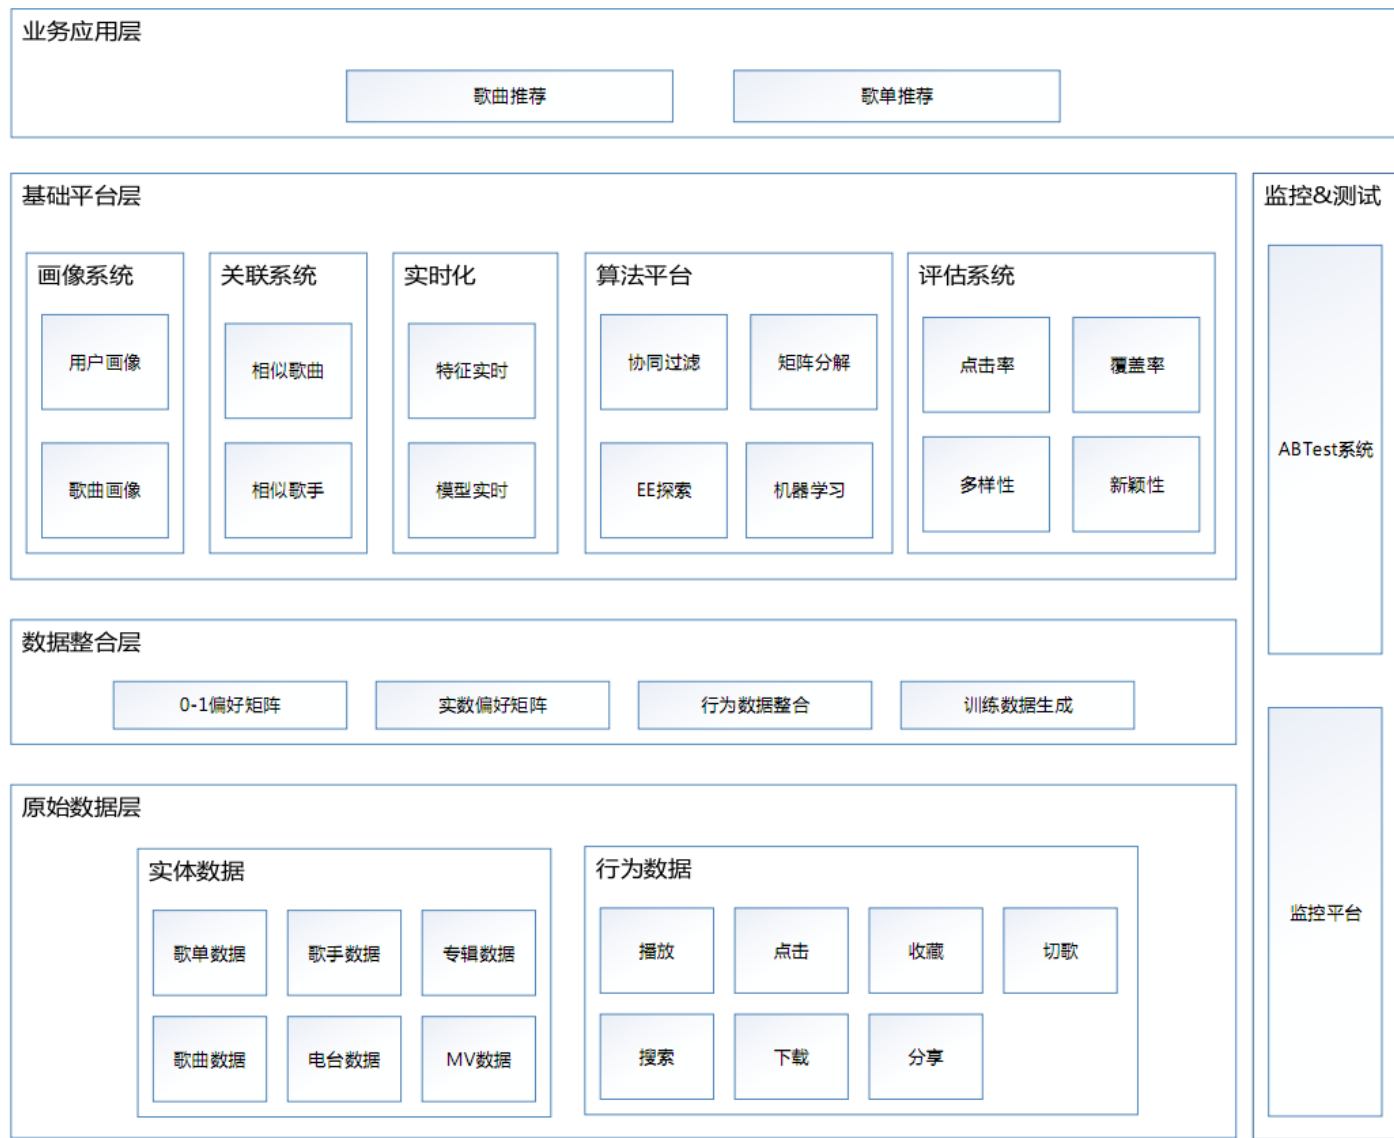 业务应用层
歌曲推荐
歌单推荐
基础平台层
画像系统
用户画像
歌曲画像
关联系统
相似歌曲
相似歌手
实时化
特征实时
模型实时
算法平台
协同过滤
矩阵分解
EE探索
机器学习
评估系统
点击率
覆盖率
多样性
新颖性
监控&测试
ABTest系统
监控平台
数据整合层
0-1偏好矩阵
实数偏好矩阵
行为数据整合
训练数据生成
原始数据层
实体数据
歌单数据
歌手数据
专辑数据
歌曲数据
电台数据
MV数据
行为数据
播放
点击
收藏
切歌
搜索
下载
分享